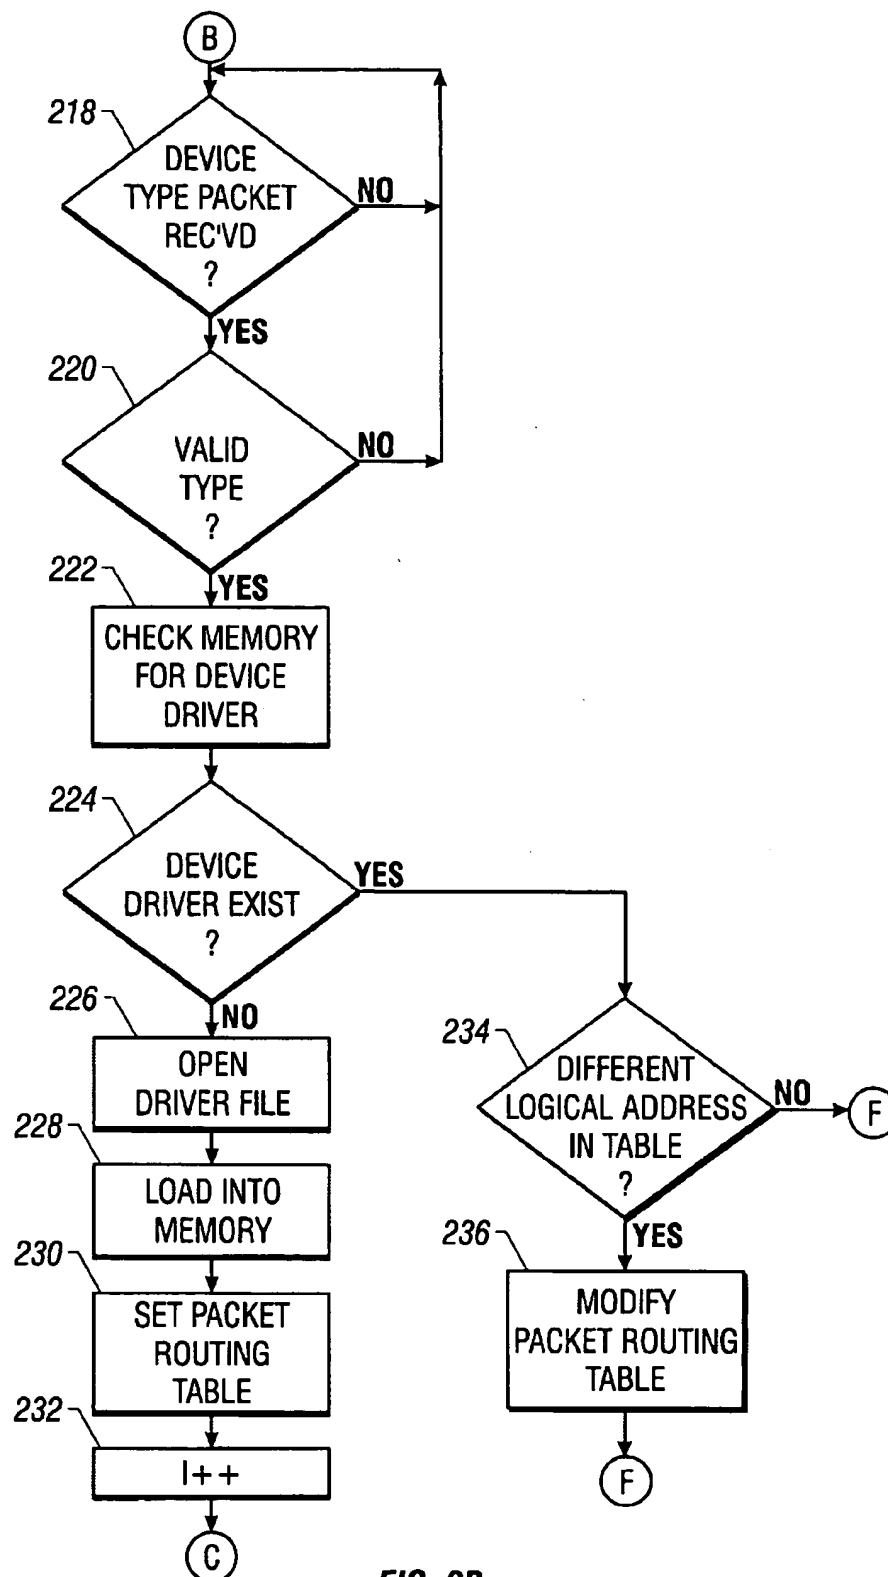 B
218
DEVICE
TYPE PACKET
REC'VD
?
NO
YES
220
VALID
TYPE
?
NO
YES
222
CHECK MEMORY
FOR DEVICE
DRIVER
224
DEVICE
DRIVER EXIST
?
YES
NO
226
OPEN
DRIVER FILE
228
LOAD INTO
MEMORY
230
SET PACKET
ROUTING
TABLE
232
I++
C
234
DIFFERENT
LOGICAL ADDRESS
IN TABLE
?
NO
F
YES
236
MODIFY
PACKET ROUTING
TABLE
F